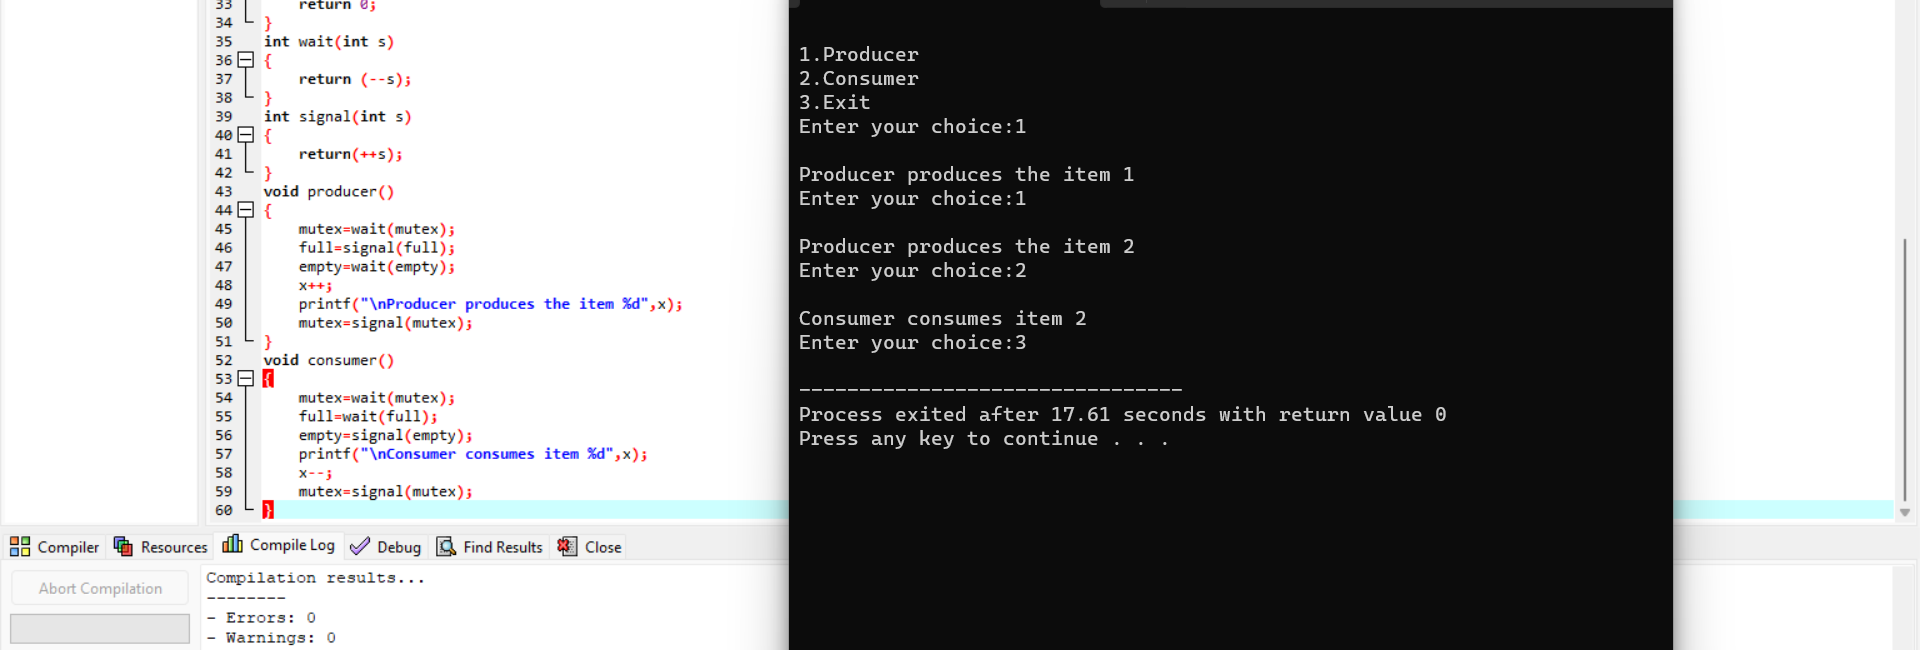 33 return 0;
34 }
35 int wait(int s)
36 {
37 return (--s);
38 }
39 int signal(int s)
40 {
41 return(++s);
42 }
43 void producer()
44 {
45 mutex=wait(mutex);
46 full=signal(full);
47 empty=wait(empty);
48 x++;
49 printf("\nProducer produces the item %d",x);
50 mutex=signal(mutex);
51 }
52 void consumer()
53 {
54 mutex=wait(mutex);
55 full=wait(full);
56 empty=signal(empty);
57 printf("\nConsumer consumes item %d",x);
58 x--;
59 mutex=signal(mutex);
60 }
Compiler Resources Compile Log Debug Find Results Close
Abort Compilation
Compilation results...
--------
- Errors: 0
- Warnings: 0
1.Producer
2.Consumer
3.Exit
Enter your choice:1
Producer produces the item 1
Enter your choice:1
Producer produces the item 2
Enter your choice:2
Consumer consumes item 2
Enter your choice:3
--------------------------------
Process exited after 17.61 seconds with return value 0
Press any key to continue . . .